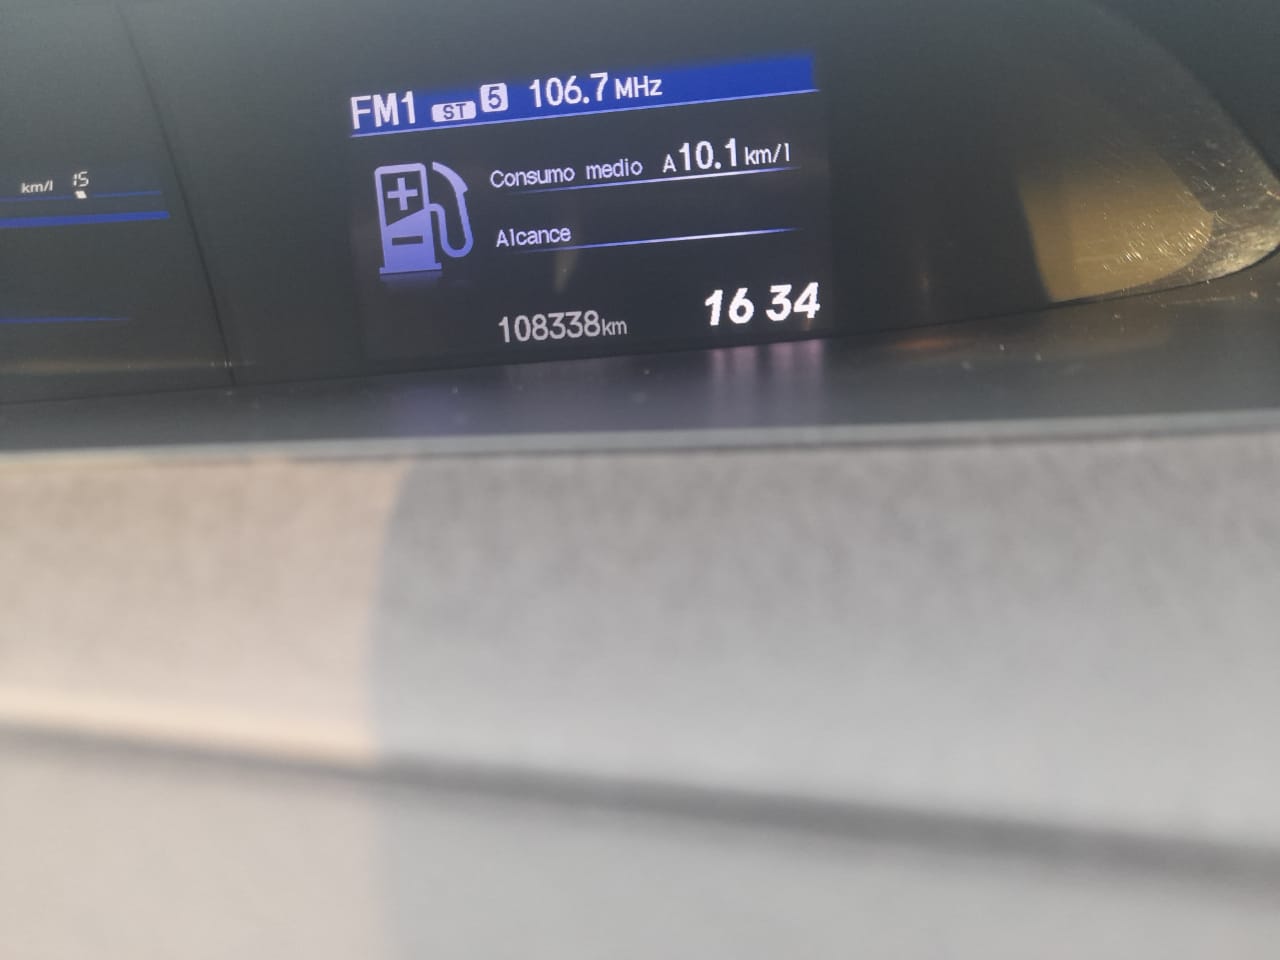 FM1 ST 5 106.7 MHz
km/l 15
Consumo medio A 10.1 km/l
Alcance
108338 km 16 34